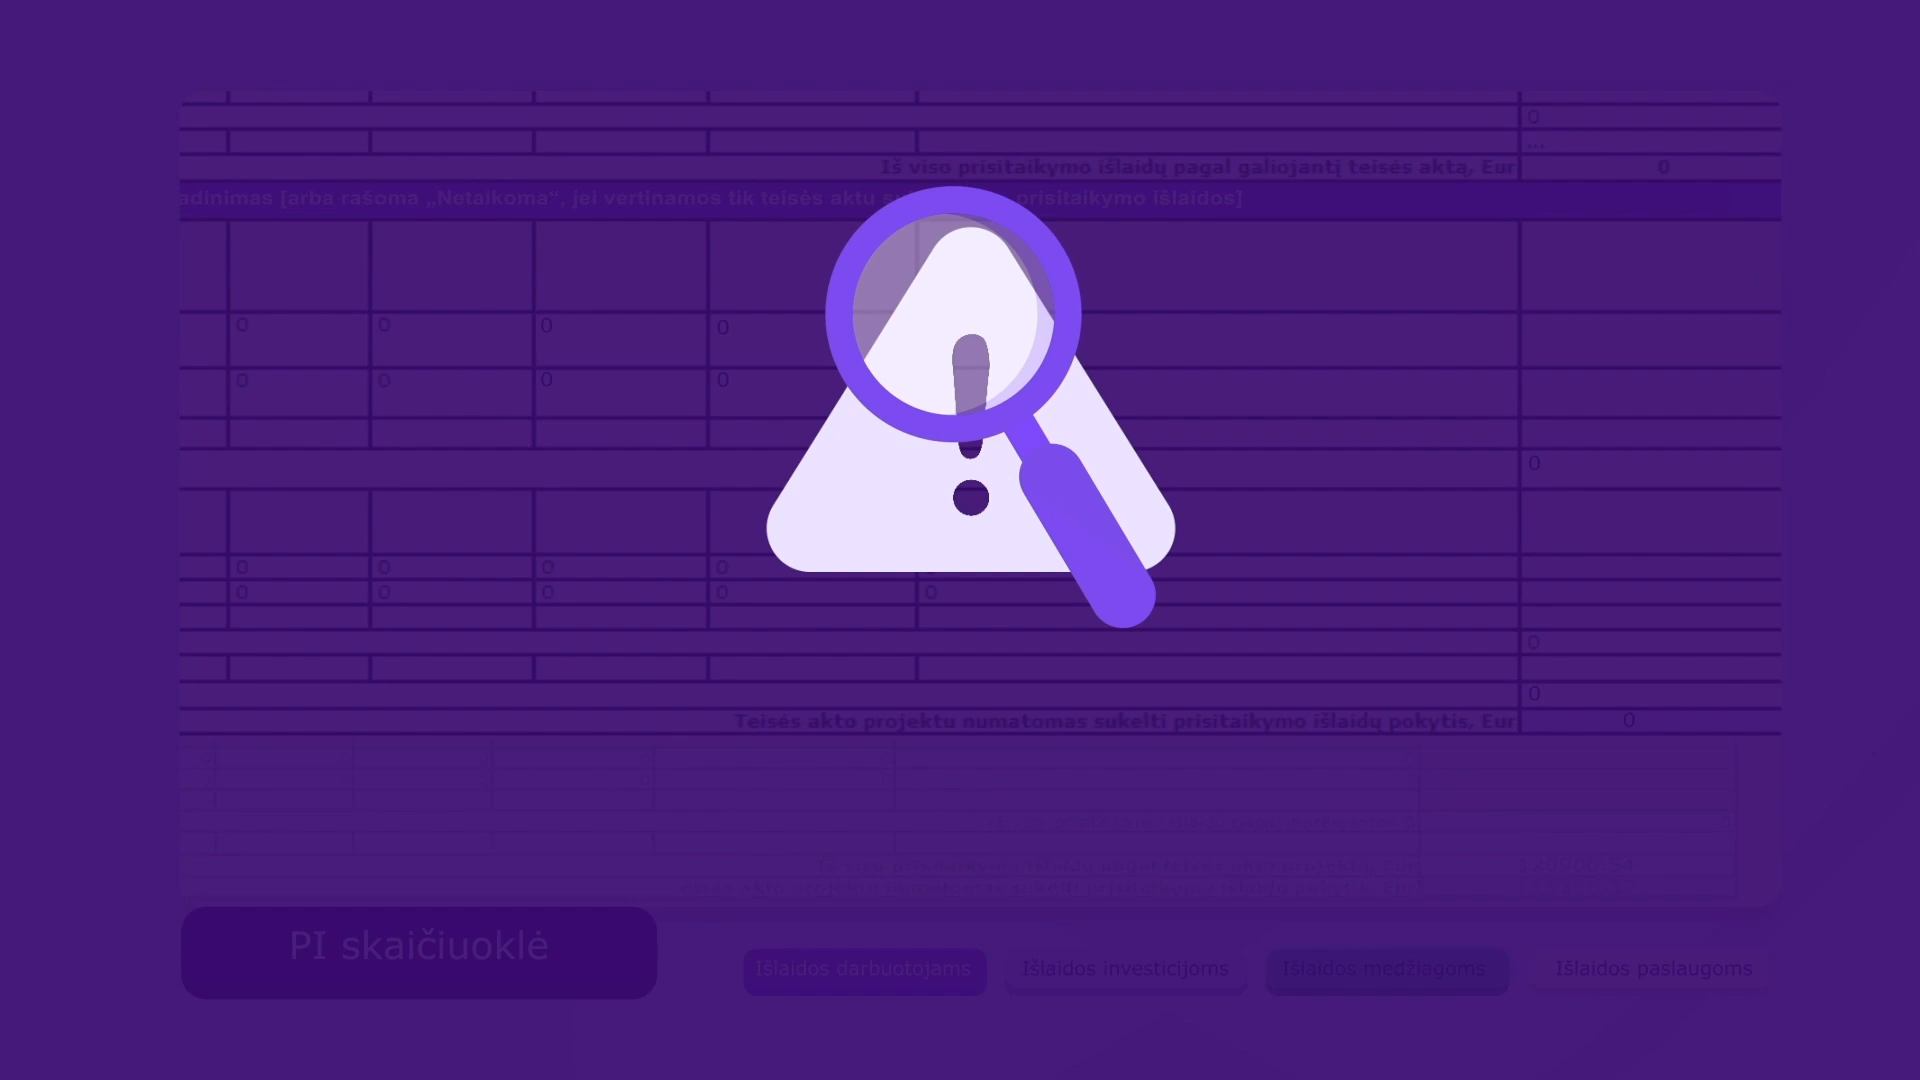 0
...
Iš viso prisitaikymo išlaidų pagal galiojantį teisės aktą, Eur 0
adinimas [arba rašoma „Netaikoma“, jei vertinamos tik teisės aktu prisitaikymo išlaidos]
0 0 0 0
0 0 0 0
0
0 0 0 0
0 0 0 0 0
0
0
Teisės akto projektu numatomas sukelti prisitaikymo išlaidų pokytis, Eur 0
PI skaičiuoklė
Išlaidos darbuotojams Išlaidos investicijoms Išlaidos medžiagoms Išlaidos paslaugoms